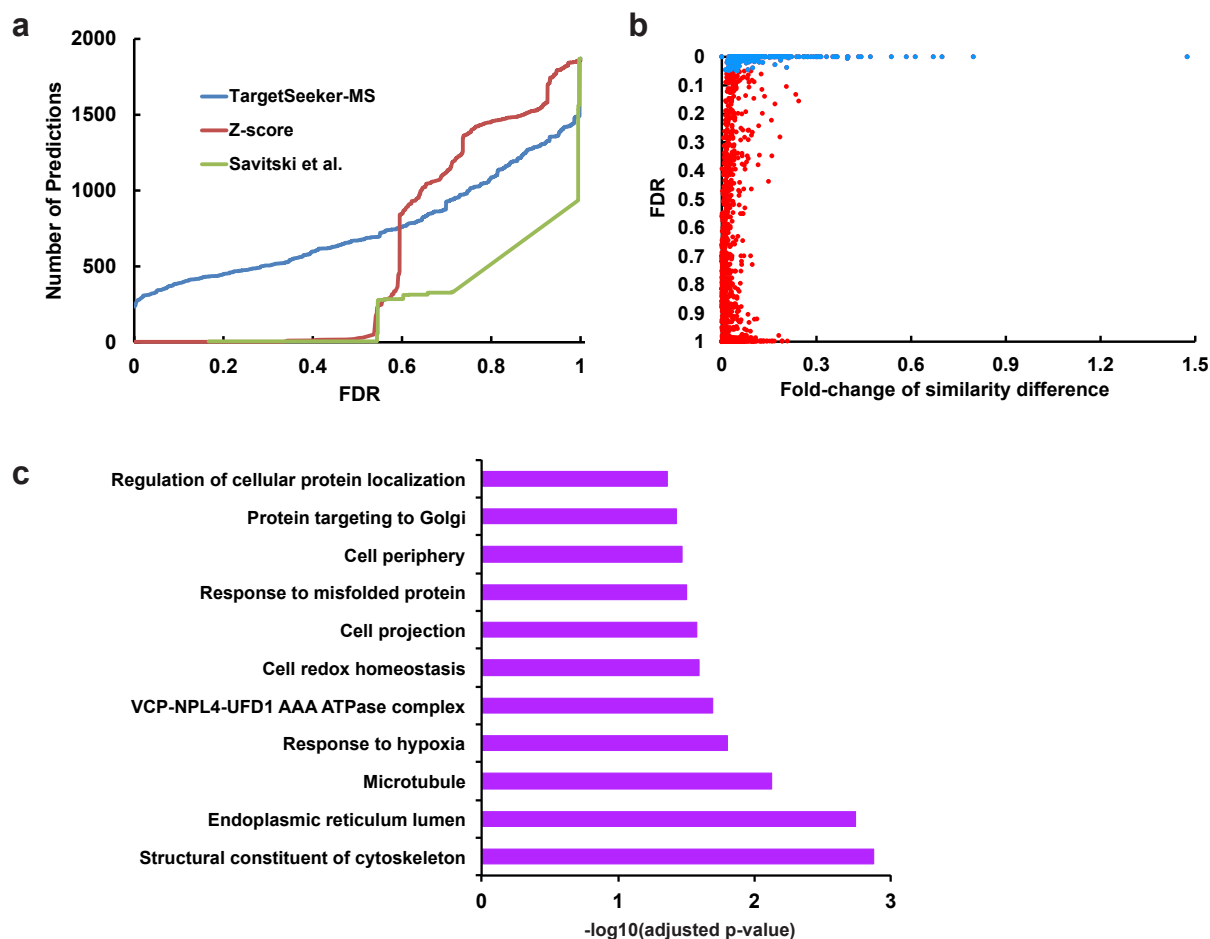 a
Number of Predictions
2000
1500
1000
500
0
TargetSeeker-MS
Z-score
Savitski et al.
0
0.2
0.4
0.6
0.8
1
FDR
b
FDR
0
0.1
0.2
0.3
0.4
0.5
0.6
0.7
0.8
0.9
1
0
0.3
0.6
0.9
1.2
1.5
Fold-change of similarity difference
c
Regulation of cellular protein localization
Protein targeting to Golgi
Cell periphery
Response to misfolded protein
Cell projection
Cell redox homeostasis
VCP-NPL4-UFD1 AAA ATPase complex
Response to hypoxia
Microtubule
Endoplasmic reticulum lumen
Structural constituent of cytoskeleton
0
1
2
3
-log10(adjusted p-value)